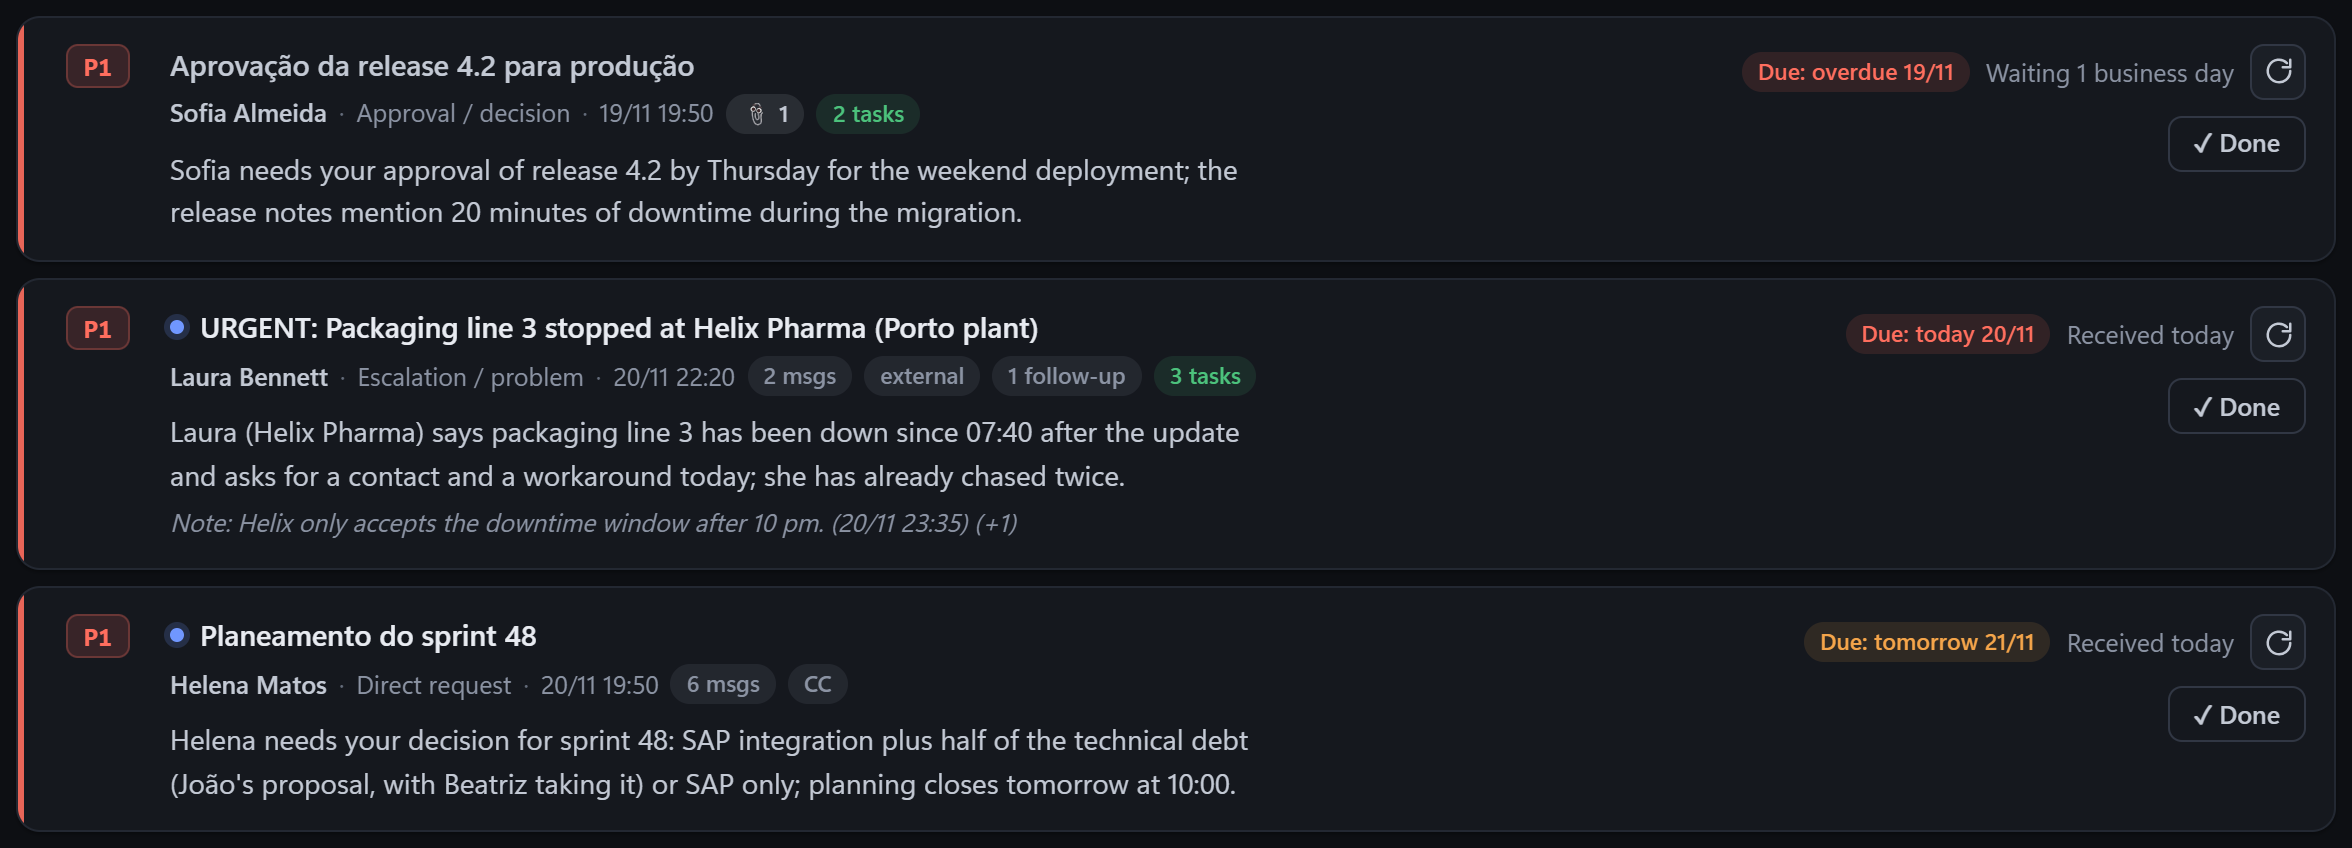 P1 Aprovação da release 4.2 para produção Due: overdue 19/11 Waiting 1 business day
Sofia Almeida · Approval / decision · 19/11 19:50 1 2 tasks
✓ Done
Sofia needs your approval of release 4.2 by Thursday for the weekend deployment; the
release notes mention 20 minutes of downtime during the migration.
P1 URGENT: Packaging line 3 stopped at Helix Pharma (Porto plant) Due: today 20/11 Received today
Laura Bennett · Escalation / problem · 20/11 22:20 2 msgs external 1 follow-up 3 tasks
✓ Done
Laura (Helix Pharma) says packaging line 3 has been down since 07:40 after the update
and asks for a contact and a workaround today; she has already chased twice.
Note: Helix only accepts the downtime window after 10 pm. (20/11 23:35) (+1)
P1 Planeamento do sprint 48 Due: tomorrow 21/11 Received today
Helena Matos · Direct request · 20/11 19:50 6 msgs CC
✓ Done
Helena needs your decision for sprint 48: SAP integration plus half of the technical debt
(João's proposal, with Beatriz taking it) or SAP only; planning closes tomorrow at 10:00.